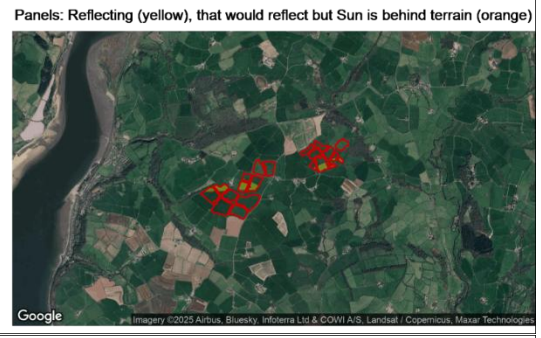 Panels: Reflecting (yellow), that would reflect but Sun is behind terrain (orange)
Google
Imagery ©2025 Airbus, Bluesky, Infoterra Ltd & COWI A/S, Landsat / Copernicus, Maxar Technologies